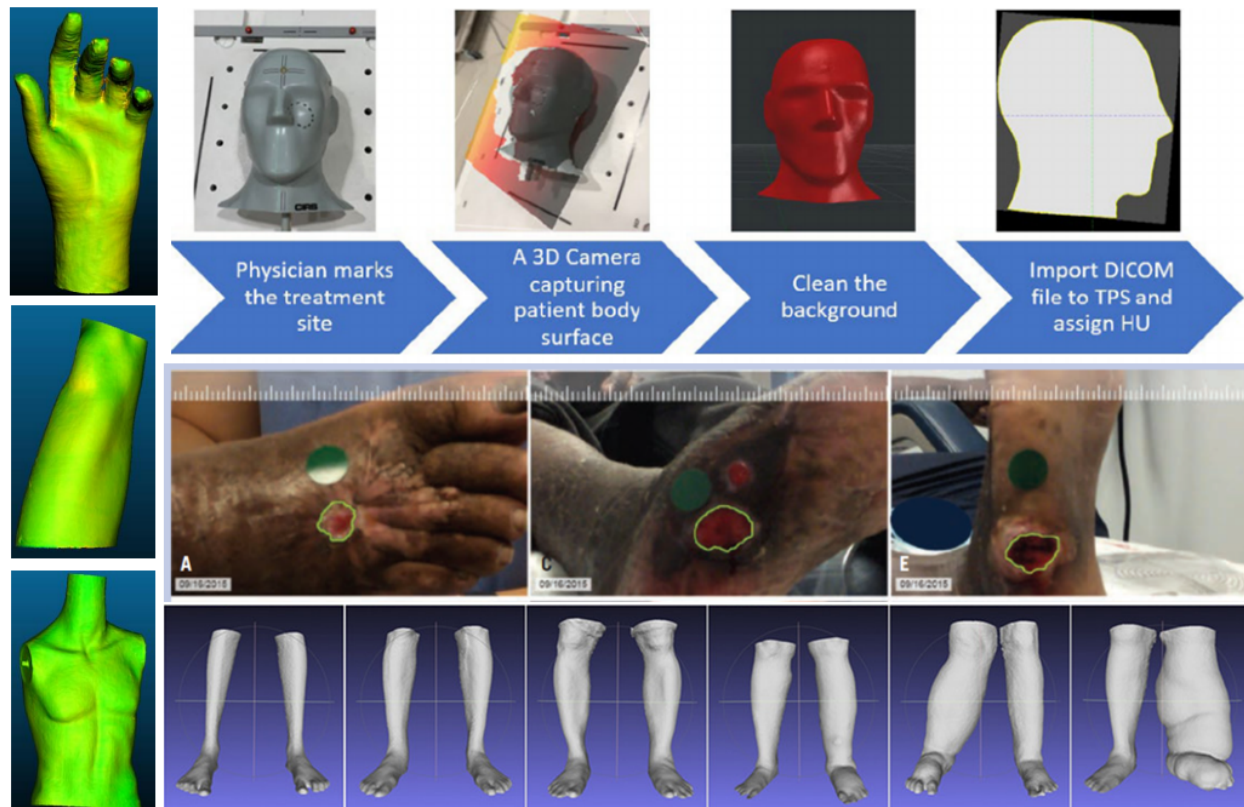 CIRS
Physician marks
the treatment
site
A 3D Camera
capturing
patient body
surface
Clean the
background
Import DICOM
file to TPS and
assign HU
A
09/16/2015
C
09/16/2015
E
09/16/2015